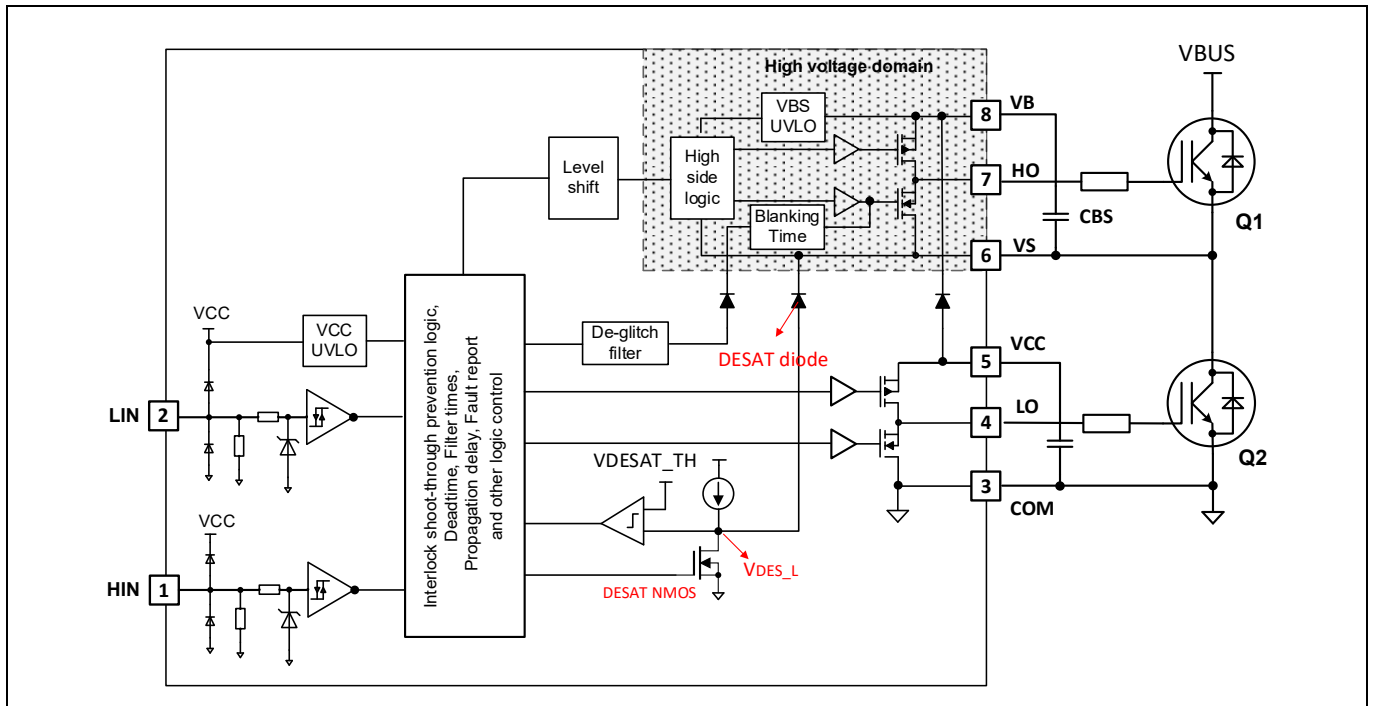 High voltage domain
VBUS
VBS
UVLO
8
VB
Level
shift
High
side
logic
7
HO
Q1
Blanking
Time
CBS
6
VS
VCC
VCC
UVLO
De-glitch
filter
DESAT diode
VCC
5
LIN
2
Interlock shoot-through prevention logic,
Deadtime, Filter times,
Propagation delay, Fault report
and other logic control
4
LO
Q2
VDESAT_TH
3
COM
VCC
VDES_L
HIN
1
DESAT NMOS